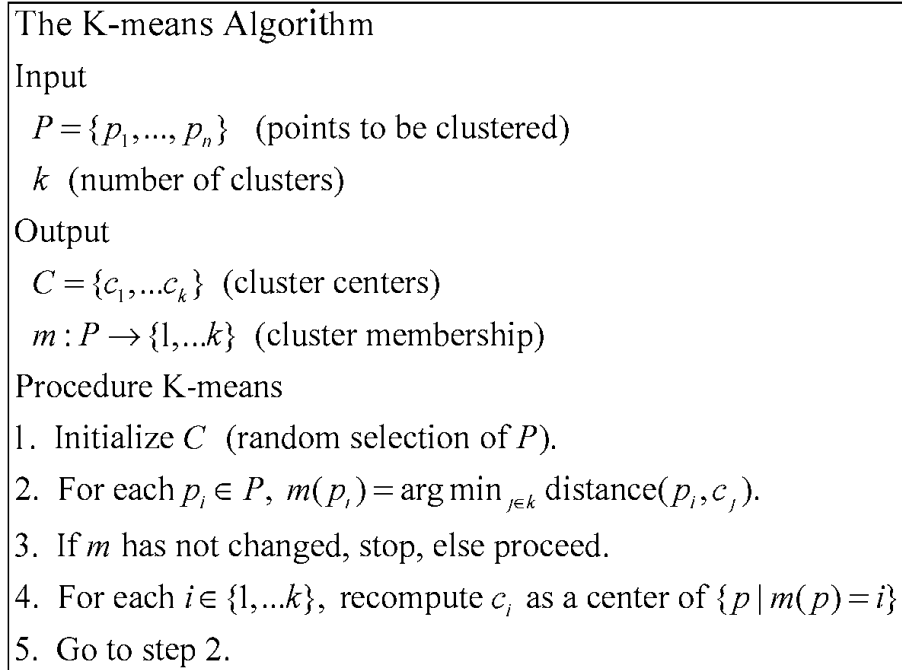 The K-means Algorithm
Input
P = {p₁,..., pₙ} (points to be clustered)
k (number of clusters)
Output
C = {c₁,...cₖ} (cluster centers)
m : P → {1,...k} (cluster membership)
Procedure K-means
1. Initialize C (random selection of P).
2. For each pᵢ ∈ P, m(pᵢ) = arg min ⱼ∈ₖ distance(pᵢ, cⱼ).
3. If m has not changed, stop, else proceed.
4. For each i ∈ {1,...k}, recompute cᵢ as a center of {p | m(p) = i}
5. Go to step 2.